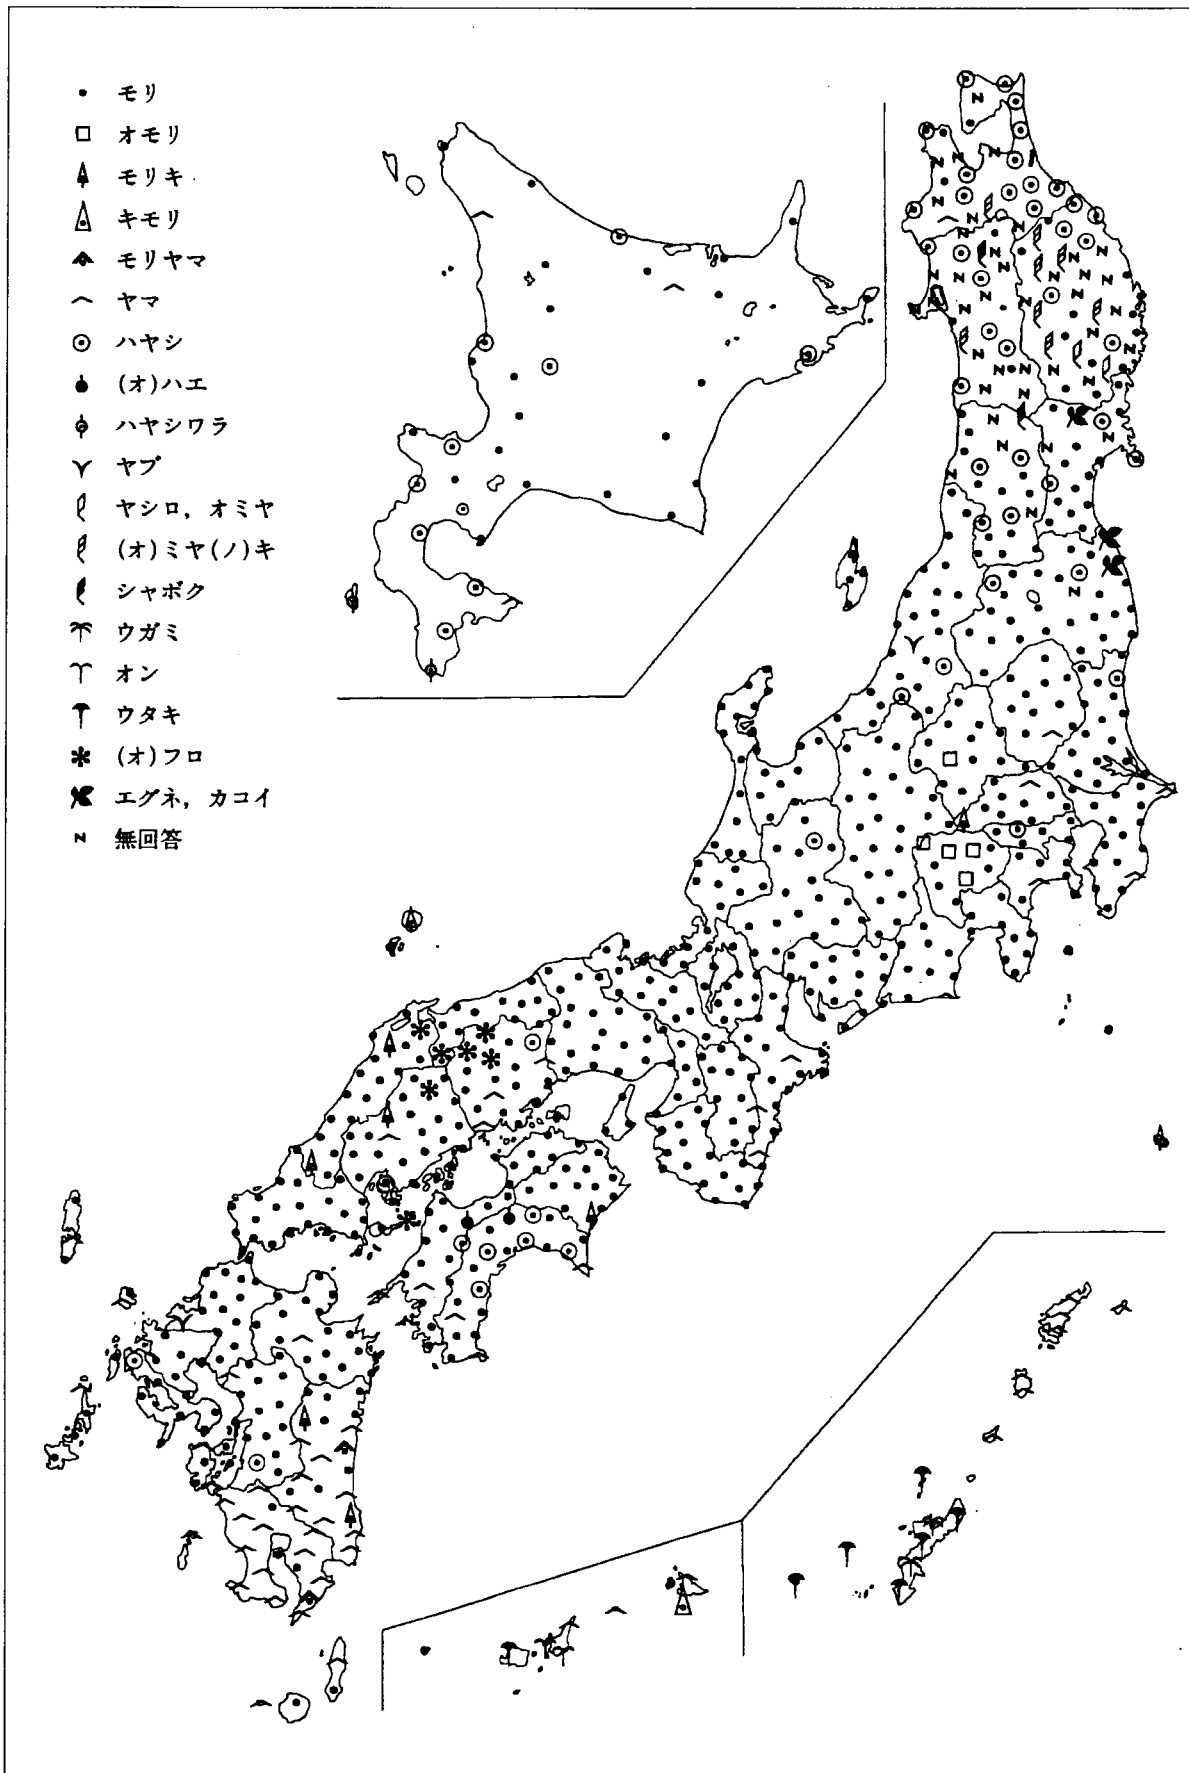 モリ
オモリ
モリキ
キモリ
モリヤマ
ヤマ
ハヤシ
(オ)ハエ
ハヤシワラ
ヤブ
ヤシロ,オミヤ
(オ)ミヤ(ノ)キ
シャボク
ウガミ
オン
ウタキ
(オ)フロ
エグネ,カコイ
N 無回答